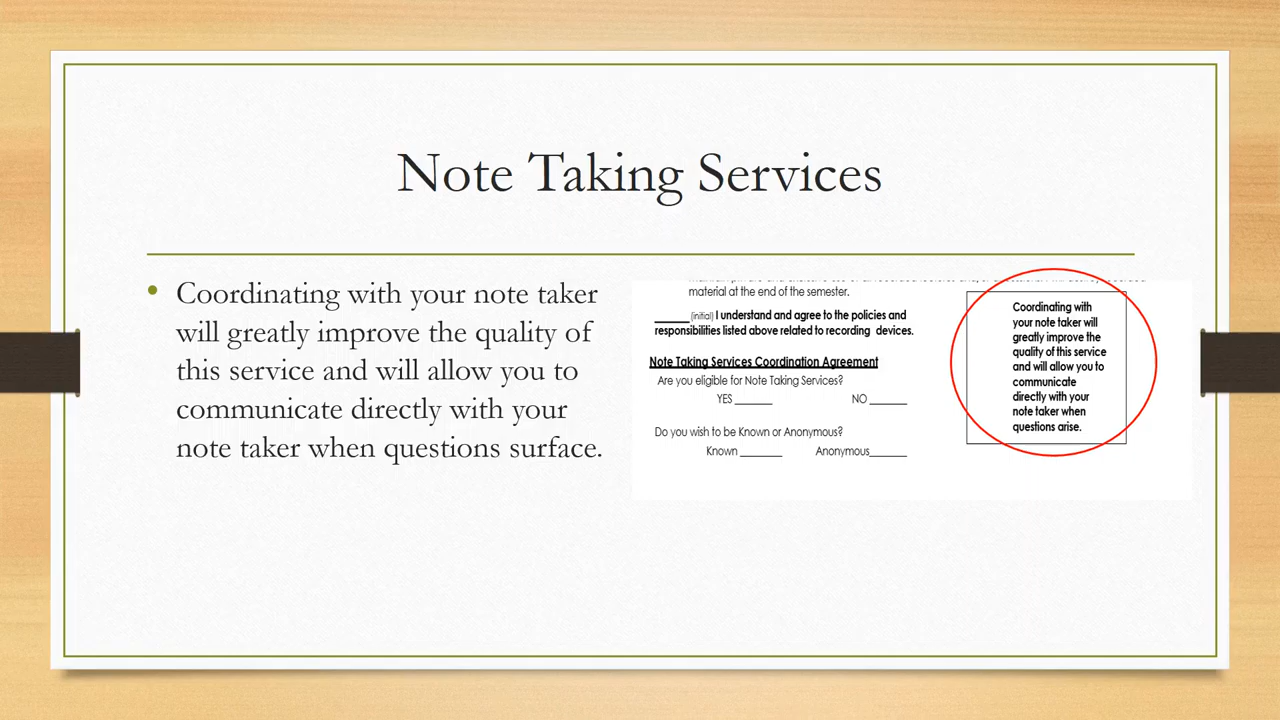 Note Taking Services
• Coordinating with your note taker
will greatly improve the quality of
this service and will allow you to
communicate directly with your
note taker when questions surface.
material at the end of the semester.
______(initial) I understand and agree to the policies and
responsibilities listed above related to recording devices.
Note Taking Services Coordination Agreement
Are you eligible for Note Taking Services?
YES ______ NO ______
Do you wish to be Known or Anonymous?
Known ______ Anonymous______
Coordinating with
your note taker will
greatly improve the
quality of this service
and will allow you to
communicate
directly with your
note taker when
questions arise.